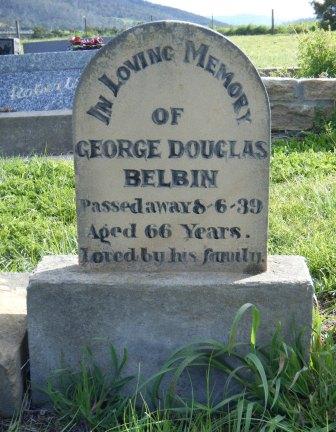 In Loving Memory
OF
GEORGE DOUGLAS
BELBIN
Passed away 8-6-39
Aged 66 Years.
Loved by his family.
Robert